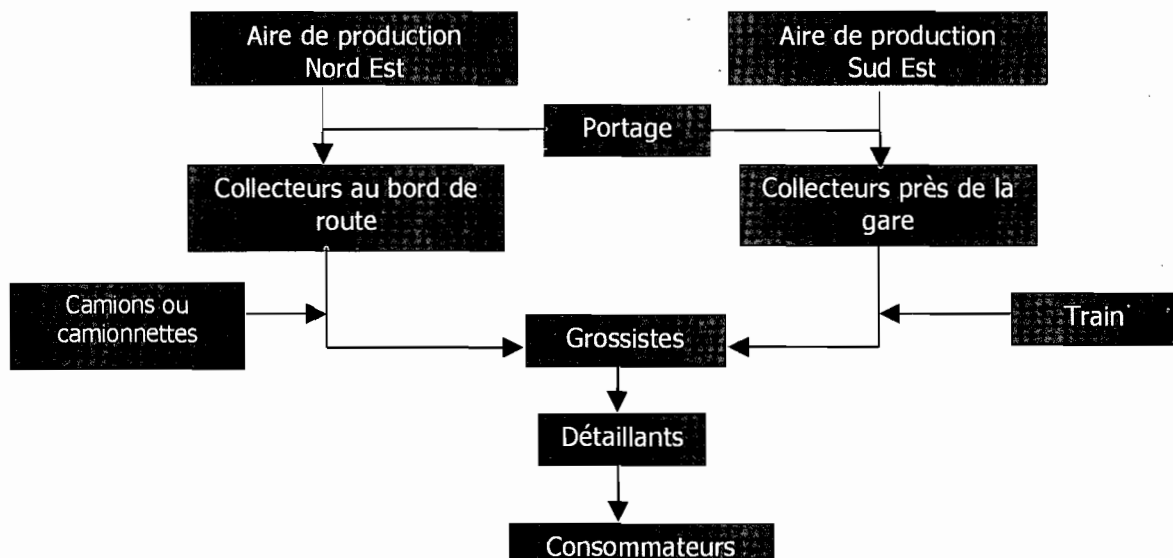 Aire de production
Nord Est
Aire de production
Sud Est
Portage
Collecteurs au bord de
route
Collecteurs près de la
gare
Camions ou
camionnettes
Grossistes
Train
Détaillants
Consommateurs